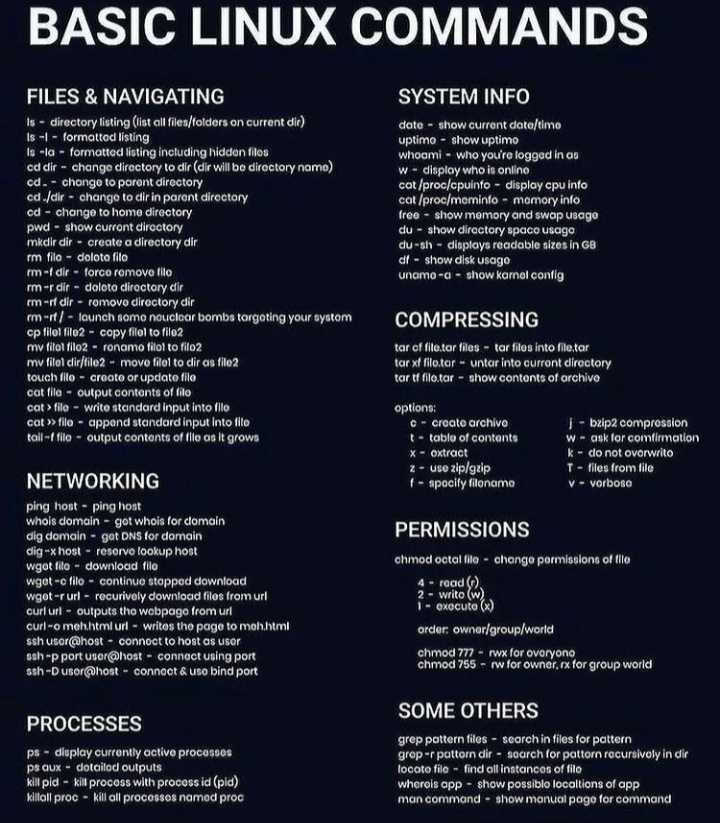 BASIC LINUX COMMANDS
FILES & NAVIGATING
ls - directory listing (list all files/folders on current dir)
ls -l - formatted listing
ls -la - formatted listing including hidden files
cd dir - change directory to dir (dir will be directory name)
cd .. - change to parent directory
cd ./dir - change to dir in parent directory
cd - change to home directory
pwd - show current directory
mkdir dir - create a directory dir
rm file - delete file
rm -f dir - force remove file
rm -r dir - delete directory dir
rm -rf dir - remove directory dir
rm -rf / - launch some neuclear bombs targeting your system
cp file1 file2 - copy file1 to file2
mv file1 file2 - rename file1 to file2
mv file1 dir/file2 - move file1 to dir as file2
touch file - create or update file
cat file - output contents of file
cat > file - write standard input into file
cat >> file - append standard input into file
tail -f file - output contents of file as it grows
NETWORKING
ping host - ping host
whois domain - get whois for domain
dig domain - get DNS for domain
dig -x host - reserve lookup host
wget file - download file
wget -c file - continue stopped download
wget -r url - recurively download files from url
curl url - outputs the webpage from url
curl -o meh.html url - writes the page to meh.html
ssh user@host - connect to host as user
ssh -p port user@host - connect using port
ssh -D user@host - connect & use bind port
PROCESSES
ps - display currently active processes
ps aux - detailed outputs
kill pid - kill process with process id (pid)
killall proc - kill all processes named proc
SYSTEM INFO
date - show current date/time
uptime - show uptime
whoami - who you're logged in as
w - display who is online
cat /proc/cpuinfo - display cpu info
cat /proc/meminfo - memory info
free - show memory and swap usage
du - show directory space usage
du -sh - displays readable sizes in GB
df - show disk usage
uname -a - show kernel config
COMPRESSING
tar cf file.tar files - tar files into file.tar
tar xf file.tar - untar into current directory
tar tf file.tar - show contents of archive
options:
c - create archive
t - table of contents
x - extract
z - use zip/gzip
f - specify filename
j - bzip2 compression
w - ask for comfirmation
k - do not overwrite
T - files from file
v - verbose
PERMISSIONS
chmod octal file - change permissions of file
4 - read (r)
2 - write (w)
1 - execute (x)
order: owner/group/world
chmod 777 - rwx for everyone
chmod 755 - rw for owner, rx for group world
SOME OTHERS
grep pattern files - search in files for pattern
grep -r pattern dir - search for pattern recursively in dir
locate file - find all instances of file
whereis app - show possible localtions of app
man command - show manual page for command